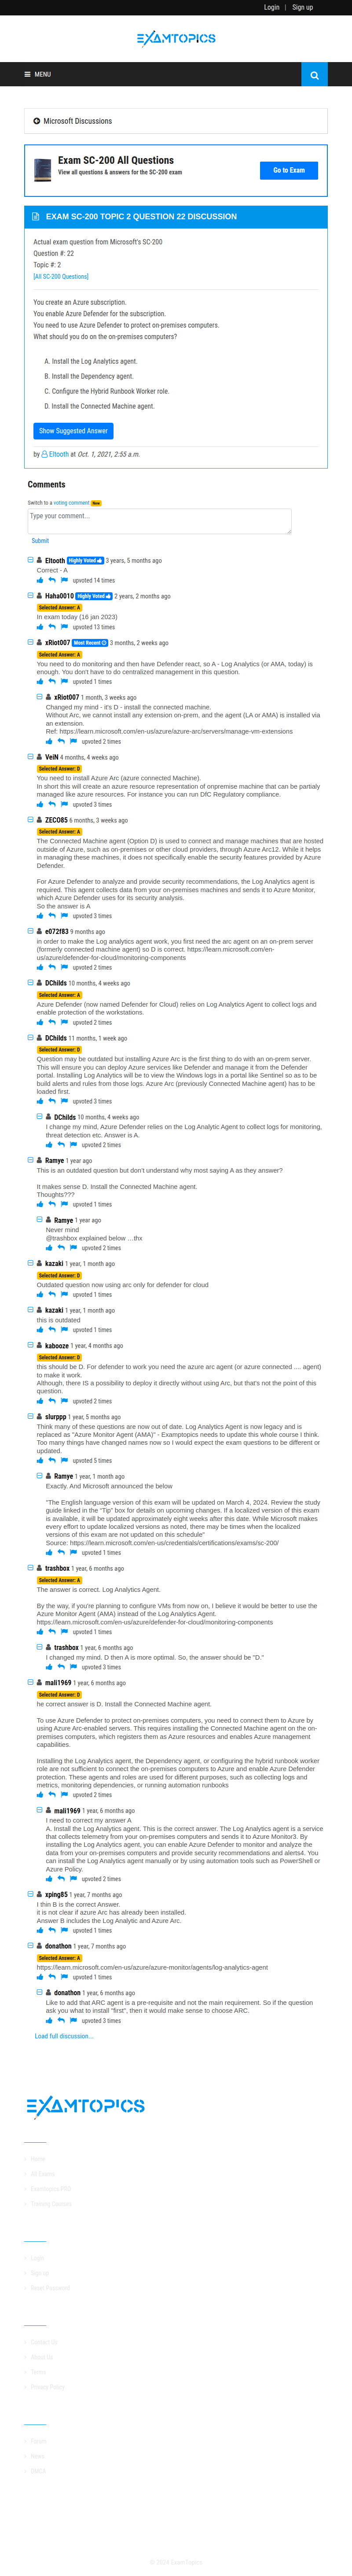 Login | Sign up
EXAMTOPICS
MENU
Microsoft Discussions
Exam SC-200 All Questions
View all questions & answers for the SC-200 exam
Go to Exam
EXAM SC-200 TOPIC 2 QUESTION 22 DISCUSSION
Actual exam question from Microsoft's SC-200
Question #: 22
Topic #: 2
[All SC-200 Questions]
You create an Azure subscription.
You enable Azure Defender for the subscription.
You need to use Azure Defender to protect on-premises computers.
What should you do on the on-premises computers?
A. Install the Log Analytics agent.
B. Install the Dependency agent.
C. Configure the Hybrid Runbook Worker role.
D. Install the Connected Machine agent.
Show Suggested Answer
by Eltooth at Oct. 1, 2021, 2:55 a.m.
Comments
Switch to a voting comment New
Type your comment...
Submit
Eltooth Highly Voted 3 years, 5 months ago
Correct - A
upvoted 14 times
Haha0010 Highly Voted 2 years, 2 months ago
Selected Answer: A
In exam today (16 jan 2023)
upvoted 13 times
xRiot007 Most Recent 3 months, 2 weeks ago
Selected Answer: A
You need to do monitoring and then have Defender react, so A - Log Analytics (or AMA, today) is
enough. You don't have to do centralized management in this question.
upvoted 1 times
xRiot007 1 month, 3 weeks ago
Changed my mind - it's D - install the connected machine.
Without Arc, we cannot install any extension on-prem, and the agent (LA or AMA) is installed via
an extension.
Ref: https://learn.microsoft.com/en-us/azure/azure-arc/servers/manage-vm-extensions
upvoted 2 times
VeiN 4 months, 4 weeks ago
Selected Answer: D
You need to install Azure Arc (azure connected Machine).
In short this will create an azure resource representation of onpremise machine that can be partialy
managed like azure resources. For instance you can run DfC Regulatory compliance.
upvoted 3 times
ZECO85 6 months, 3 weeks ago
Selected Answer: A
The Connected Machine agent (Option D) is used to connect and manage machines that are hosted
outside of Azure, such as on-premises or other cloud providers, through Azure Arc12. While it helps
in managing these machines, it does not specifically enable the security features provided by Azure
Defender.
For Azure Defender to analyze and provide security recommendations, the Log Analytics agent is
required. This agent collects data from your on-premises machines and sends it to Azure Monitor,
which Azure Defender uses for its security analysis.
So the answer is A
upvoted 3 times
e072f83 9 months ago
in order to make the Log analytics agent work, you first need the arc agent on an on-prem server
(formerly connected machine agent) so D is correct. https://learn.microsoft.com/en-
us/azure/defender-for-cloud/monitoring-components
upvoted 2 times
DChilds 10 months, 4 weeks ago
Selected Answer: A
Azure Defender (now named Defender for Cloud) relies on Log Analytics Agent to collect logs and
enable protection of the workstations.
upvoted 2 times
DChilds 11 months, 1 week ago
Selected Answer: D
Question may be outdated but installing Azure Arc is the first thing to do with an on-prem server.
This will ensure you can deploy Azure services like Defender and manage it from the Defender
portal. Installing Log Analytics will be to view the Windows logs in a portal like Sentinel so as to be
build alerts and rules from those logs. Azure Arc (previously Connected Machine agent) has to be
loaded first.
upvoted 3 times
DChilds 10 months, 4 weeks ago
I change my mind, Azure Defender relies on the Log Analytic Agent to collect logs for monitoring,
threat detection etc. Answer is A.
upvoted 2 times
Ramye 1 year ago
This is an outdated question but don't understand why most saying A as they answer?
It makes sense D. Install the Connected Machine agent.
Thoughts???
upvoted 1 times
Ramye 1 year ago
Never mind
@trashbox explained below …thx
upvoted 2 times
kazaki 1 year, 1 month ago
Selected Answer: D
Outdated question now using arc only for defender for cloud
upvoted 1 times
kazaki 1 year, 1 month ago
this is outdated
upvoted 1 times
kabooze 1 year, 4 months ago
Selected Answer: D
this should be D. For defender to work you need the azure arc agent (or azure connected .... agent)
to make it work.
Although, there IS a possibility to deploy it directly without using Arc, but that's not the point of this
question.
upvoted 2 times
slurppp 1 year, 5 months ago
Think many of these questions are now out of date. Log Analytics Agent is now legacy and is
replaced as "Azure Monitor Agent (AMA)" - Examptopics needs to update this whole course I think.
Too many things have changed names now so I would expect the exam questions to be different or
updated.
upvoted 5 times
Ramye 1 year, 1 month ago
Exactly. And Microsoft announced the below
"The English language version of this exam will be updated on March 4, 2024. Review the study
guide linked in the "Tip" box for details on upcoming changes. If a localized version of this exam
is available, it will be updated approximately eight weeks after this date. While Microsoft makes
every effort to update localized versions as noted, there may be times when the localized
versions of this exam are not updated on this schedule"
Source: https://learn.microsoft.com/en-us/credentials/certifications/exams/sc-200/
upvoted 1 times
trashbox 1 year, 6 months ago
Selected Answer: A
The answer is correct. Log Analytics Agent.
By the way, if you're planning to configure VMs from now on, I believe it would be better to use the
Azure Monitor Agent (AMA) instead of the Log Analytics Agent.
https://learn.microsoft.com/en-us/azure/defender-for-cloud/monitoring-components
upvoted 1 times
trashbox 1 year, 6 months ago
I changed my mind. D then A is more optimal. So, the answer should be "D."
upvoted 3 times
mali1969 1 year, 6 months ago
Selected Answer: D
he correct answer is D. Install the Connected Machine agent.
To use Azure Defender to protect on-premises computers, you need to connect them to Azure by
using Azure Arc-enabled servers. This requires installing the Connected Machine agent on the on-
premises computers, which registers them as Azure resources and enables Azure management
capabilities.
Installing the Log Analytics agent, the Dependency agent, or configuring the hybrid runbook worker
role are not sufficient to connect the on-premises computers to Azure and enable Azure Defender
protection. These agents and roles are used for different purposes, such as collecting logs and
metrics, monitoring dependencies, or running automation runbooks
upvoted 2 times
mali1969 1 year, 6 months ago
I need to correct my answer A
A. Install the Log Analytics agent. This is the correct answer. The Log Analytics agent is a service
that collects telemetry from your on-premises computers and sends it to Azure Monitor3. By
installing the Log Analytics agent, you can enable Azure Defender to monitor and analyze the
data from your on-premises computers and provide security recommendations and alerts4. You
can install the Log Analytics agent manually or by using automation tools such as PowerShell or
Azure Policy.
upvoted 2 times
xping85 1 year, 7 months ago
I thin B is the correct Answer.
it is not clear if azure Arc has already been installed.
Answer B includes the Log Analytic and Azure Arc.
upvoted 1 times
donathon 1 year, 7 months ago
Selected Answer: A
https://learn.microsoft.com/en-us/azure/azure-monitor/agents/log-analytics-agent
upvoted 1 times
donathon 1 year, 6 months ago
Like to add that ARC agent is a pre-requisite and not the main requirement. So if the question
ask you what to install "first", then it would make sense to choose ARC.
upvoted 3 times
Load full discussion...
EXAMTOPICS
Home
All Exams
Examtopics PRO
Training Courses
Login
Sign up
Reset Password
Contact Us
About Us
Terms
Privacy Policy
Forum
News
DMCA
© 2024 ExamTopics